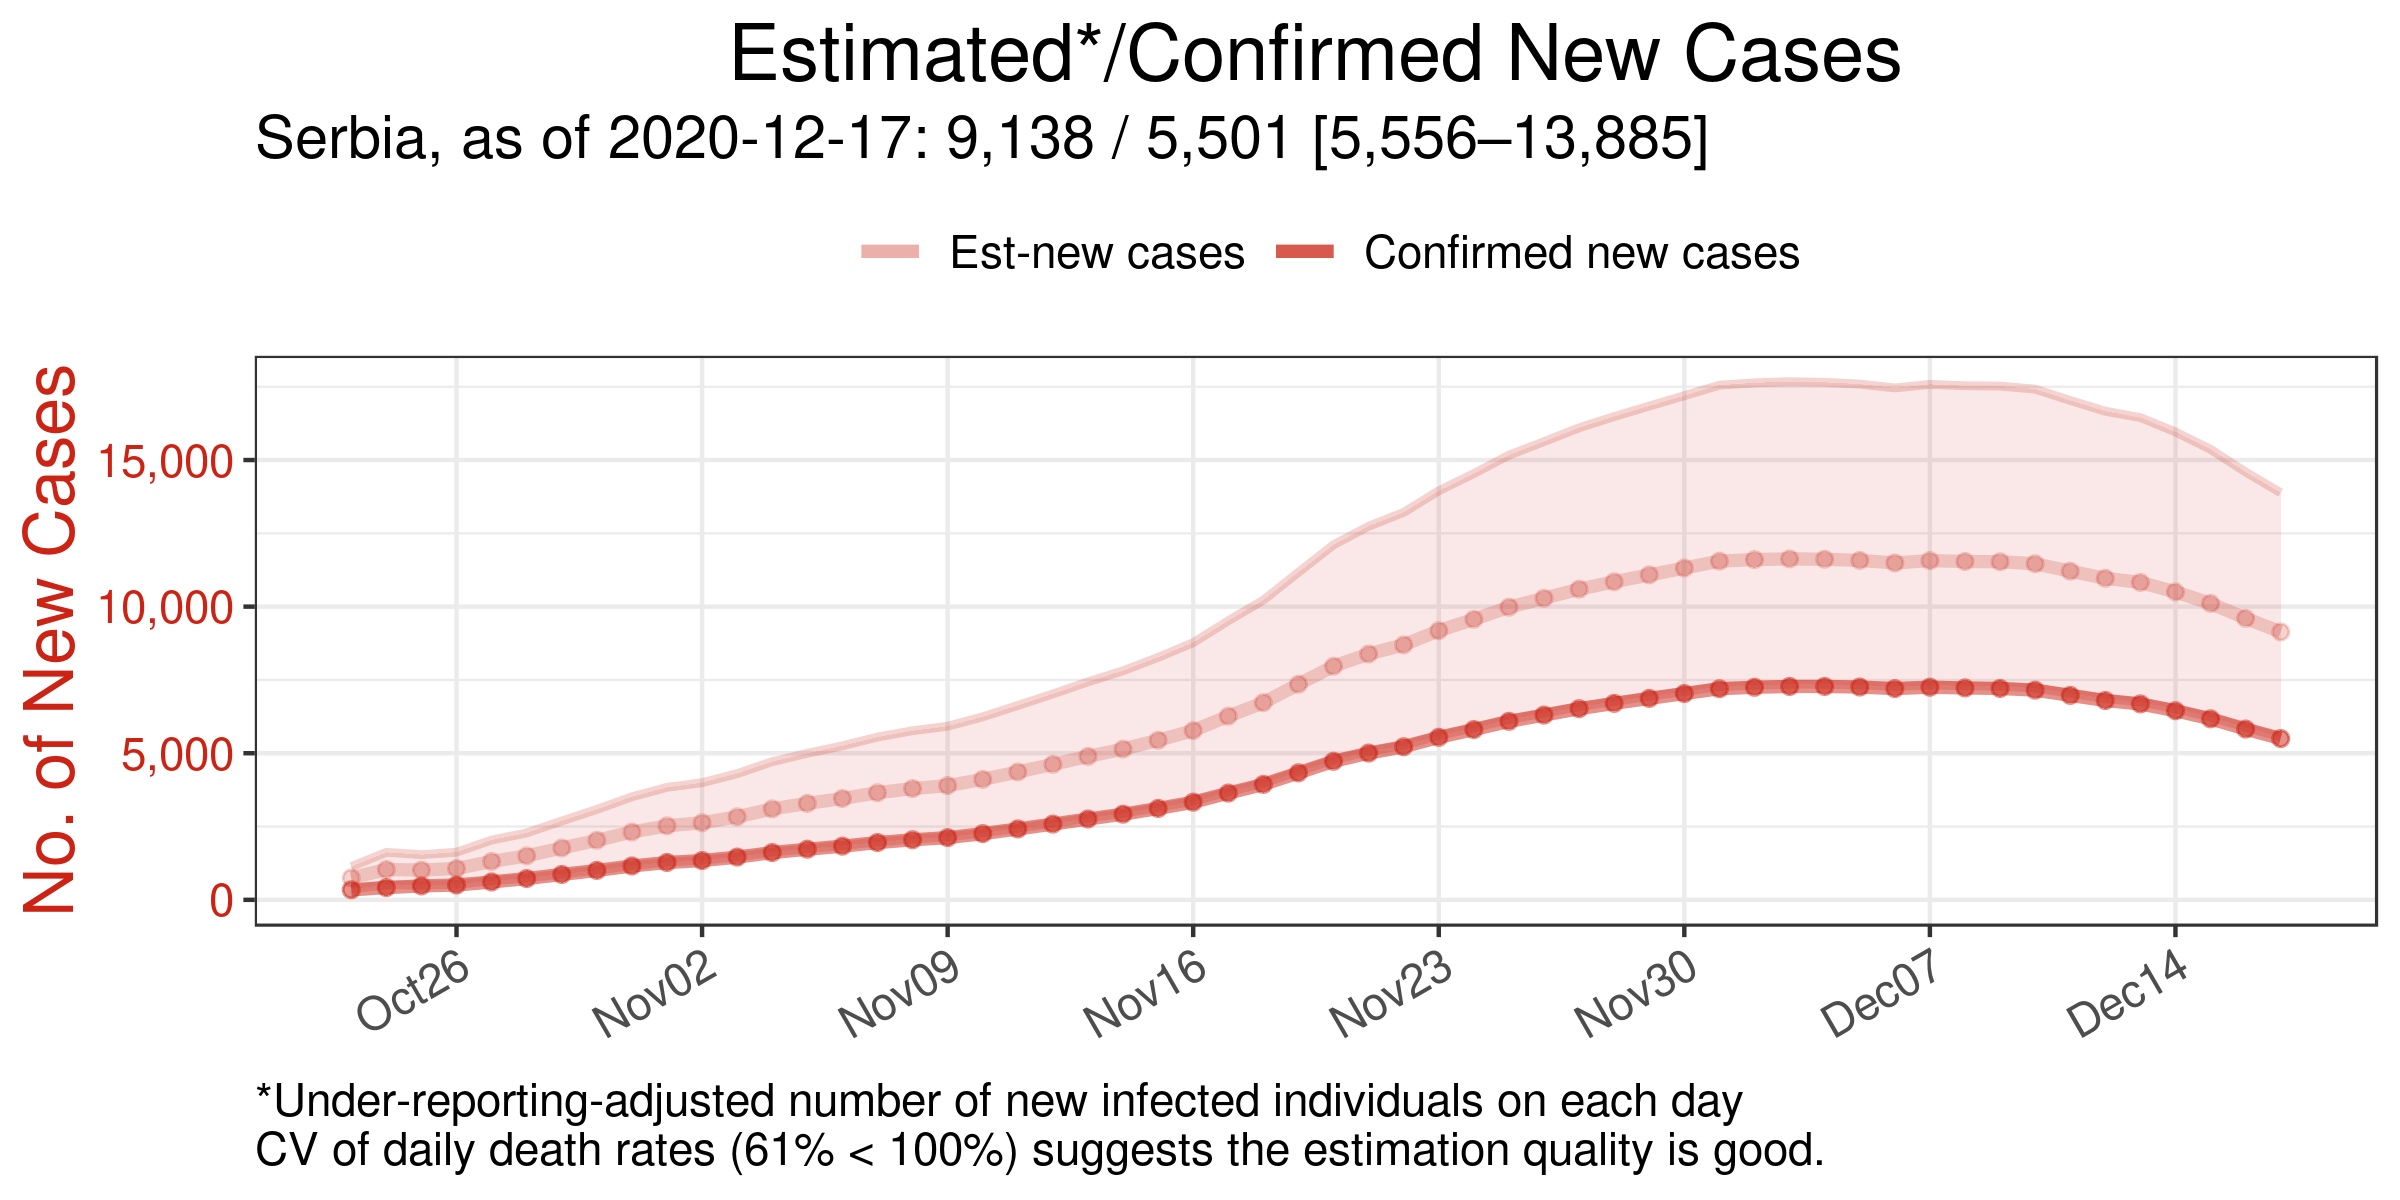 Estimated*/Confirmed New Cases
Serbia, as of 2020-12-17: 9,138 / 5,501 [5,556–13,885]
Est-new cases
Confirmed new cases
No. of New Cases
15,000
10,000
5,000
0
Oct26
Nov02
Nov09
Nov16
Nov23
Nov30
Dec07
Dec14
*Under-reporting-adjusted number of new infected individuals on each day
CV of daily death rates (61% < 100%) suggests the estimation quality is good.